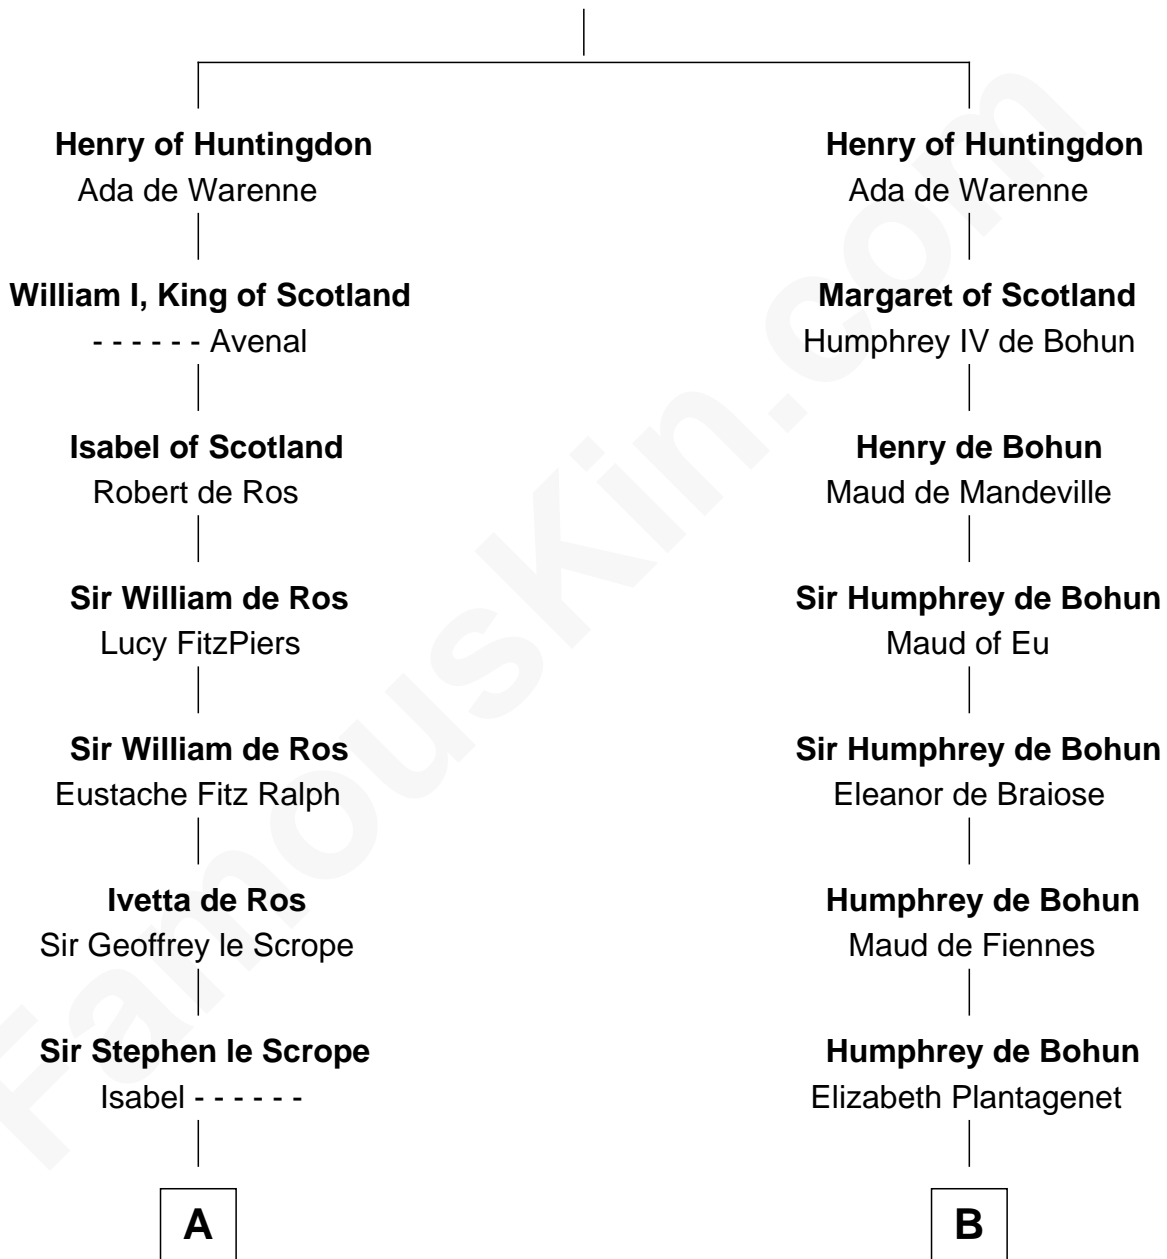 Henry of Huntingdon
Ada de Warenne
William I, King of Scotland
- - - - - - Avenal
Isabel of Scotland
Robert de Ros
Sir William de Ros
Lucy FitzPiers
Sir William de Ros
Eustache Fitz Ralph
Ivetta de Ros
Sir Geoffrey le Scrope
Sir Stephen le Scrope
Isabel - - - - - -
A
Henry of Huntingdon
Ada de Warenne
Margaret of Scotland
Humphrey IV de Bohun
Henry de Bohun
Maud de Mandeville
Sir Humphrey de Bohun
Maud of Eu
Sir Humphrey de Bohun
Eleanor de Braiose
Humphrey de Bohun
Maud de Fiennes
Humphrey de Bohun
Elizabeth Plantagenet
B
FamousKin.com